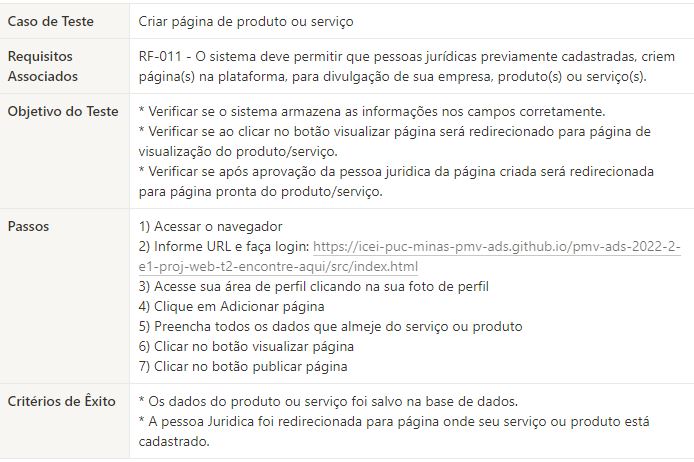 Caso de Teste
Criar página de produto ou serviço
Requisitos
Associados
RF-011 - O sistema deve permitir que pessoas jurídicas previamente cadastradas, criem
página(s) na plataforma, para divulgação de sua empresa, produto(s) ou serviço(s).
Objetivo do Teste
* Verificar se o sistema armazena as informações nos campos corretamente.
* Verificar se ao clicar no botão visualizar página será redirecionado para página de
visualização do produto/serviço.
* Verificar se após aprovação da pessoa juridica da página criada será redirecionada
para página pronta do produto/serviço.
Passos
1) Acessar o navegador
2) Informe URL e faça login: https://icei-puc-minas-pmv-ads.github.io/pmv-ads-2022-2-
e1-proj-web-t2-encontre-aqui/src/index.html
3) Acesse sua área de perfil clicando na sua foto de perfil
4) Clique em Adicionar página
5) Preencha todos os dados que almeje do serviço ou produto
6) Clicar no botão visualizar página
7) Clicar no botão publicar página
Critérios de Êxito
* Os dados do produto ou serviço foi salvo na base de dados.
* A pessoa Juridica foi redirecionada para página onde seu serviço ou produto está
cadastrado.